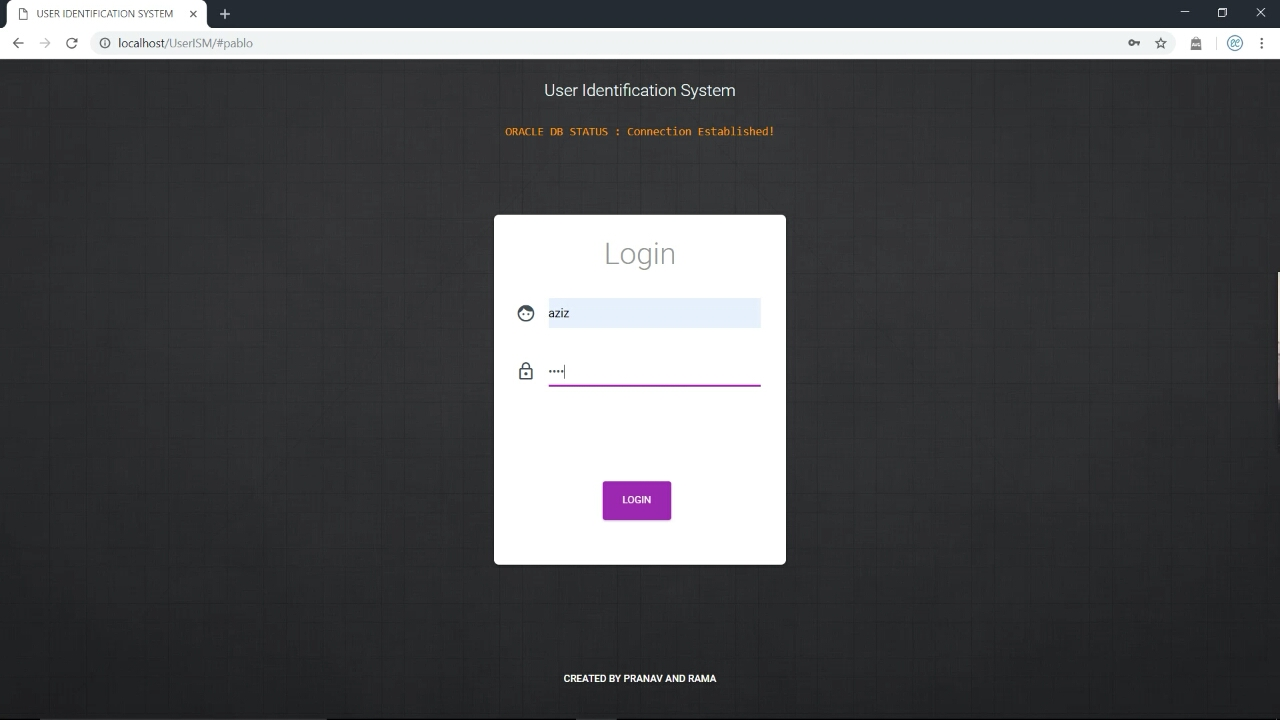 USER IDENTIFICATION SYSTEM
localhost/UserISM/#pablo
User Identification System
ORACLE DB STATUS : Connection Established!
Login
aziz
••••
LOGIN
CREATED BY PRANAV AND RAMA